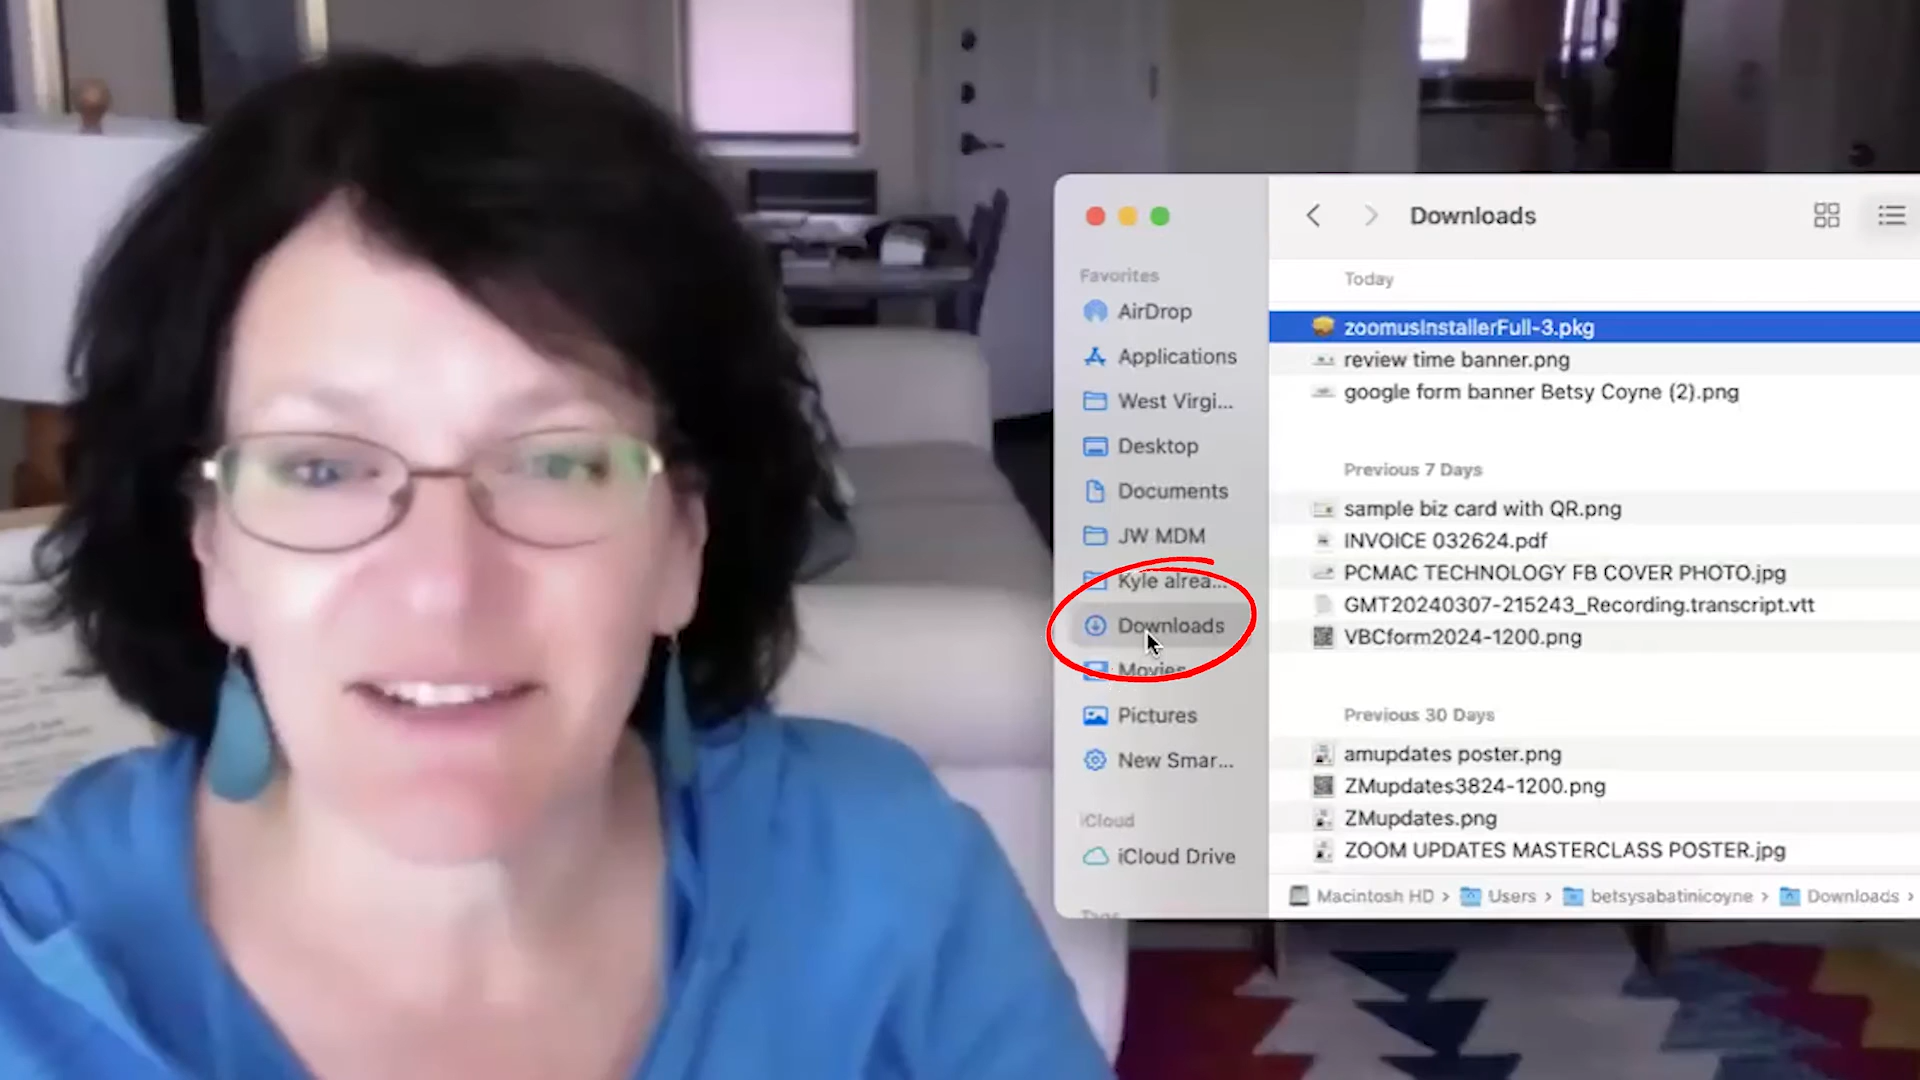 Downloads
Favorites
AirDrop
Applications
West Virgi...
Desktop
Documents
JW MDM
Kyle alrea...
Downloads
Movies
Pictures
New Smar...
iCloud
iCloud Drive
Tags
Today
zoomusInstallerFull-3.pkg
review time banner.png
google form banner Betsy Coyne (2).png
Previous 7 Days
sample biz card with QR.png
INVOICE 032624.pdf
PCMAC TECHNOLOGY FB COVER PHOTO.jpg
GMT20240307-215243_Recording.transcript.vtt
VBCform2024-1200.png
Previous 30 Days
amupdates poster.png
ZMupdates3824-1200.png
ZMupdates.png
ZOOM UPDATES MASTERCLASS POSTER.jpg
Macintosh HD > Users > betsysabatinicoyne > Downloads >